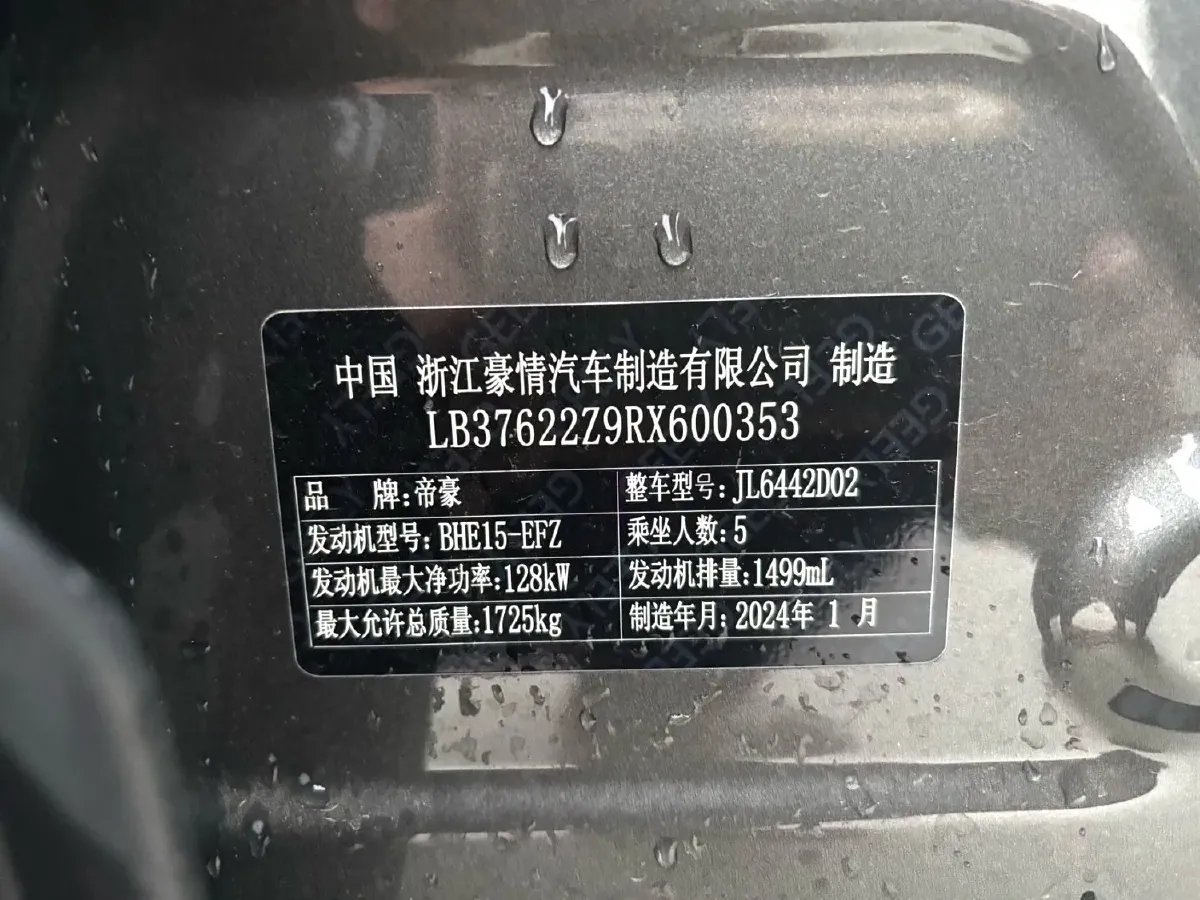 中国 浙江豪情汽车制造有限公司 制造
LB37622Z9RX600353
品 牌:帝豪 整车型号:JL6442D02
发动机型号:BHE15-EFZ 乘坐人数:5
发动机最大净功率:128kW 发动机排量:1499mL
最大允许总质量:1725kg 制造年月:2024年 1 月